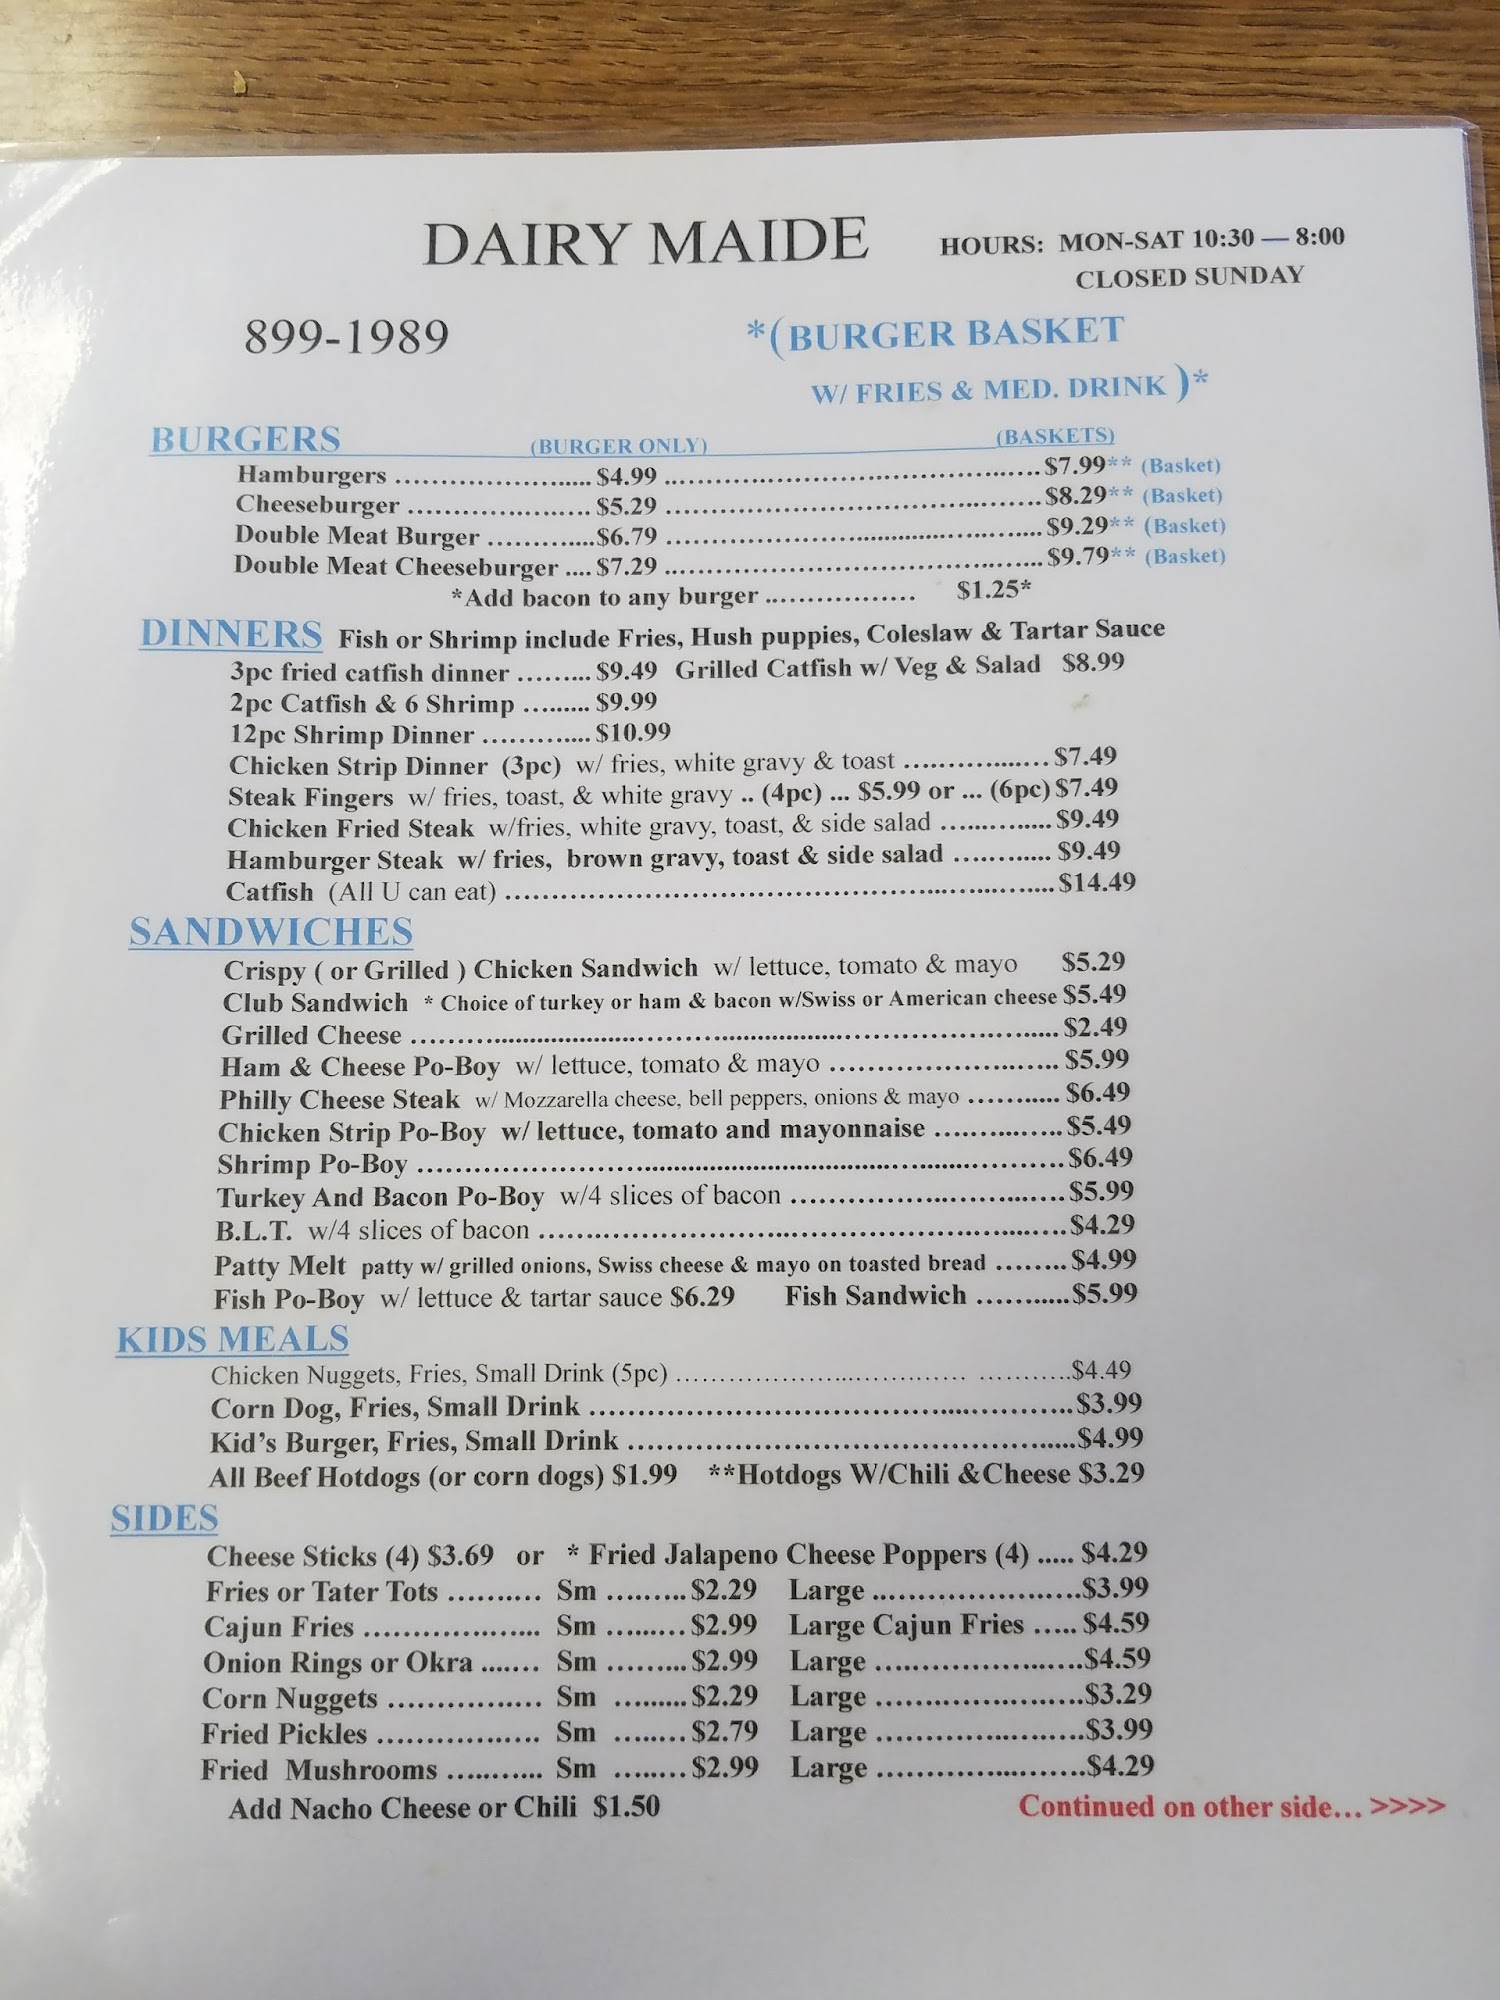 DAIRY MAIDE
HOURS: MON-SAT 10:30 — 8:00
CLOSED SUNDAY
899-1989
*(BURGER BASKET
W/ FRIES & MED. DRINK )*
BURGERS (BURGER ONLY) (BASKETS)
Hamburgers ........................ $4.99 .......................................... $7.99** (Basket)
Cheeseburger ...................... $5.29 .......................................... $8.29** (Basket)
Double Meat Burger ............. $6.79 .......................................... $9.29** (Basket)
Double Meat Cheeseburger .... $7.29 .......................................... $9.79** (Basket)
*Add bacon to any burger .................. $1.25*
DINNERS Fish or Shrimp include Fries, Hush puppies, Coleslaw & Tartar Sauce
3pc fried catfish dinner ......... $9.49 Grilled Catfish w/ Veg & Salad $8.99
2pc Catfish & 6 Shrimp ......... $9.99
12pc Shrimp Dinner ............. $10.99
Chicken Strip Dinner (3pc) w/ fries, white gravy & toast .................. $7.49
Steak Fingers w/ fries, toast, & white gravy .. (4pc) ... $5.99 or ... (6pc) $7.49
Chicken Fried Steak w/fries, white gravy, toast, & side salad .............. $9.49
Hamburger Steak w/ fries, brown gravy, toast & side salad ............ $9.49
Catfish (All U can eat) ............................................................ $14.49
SANDWICHES
Crispy ( or Grilled ) Chicken Sandwich w/ lettuce, tomato & mayo $5.29
Club Sandwich * Choice of turkey or ham & bacon w/Swiss or American cheese $5.49
Grilled Cheese ........................................................................ $2.49
Ham & Cheese Po-Boy w/ lettuce, tomato & mayo ........................ $5.99
Philly Cheese Steak w/ Mozzarella cheese, bell peppers, onions & mayo ........... $6.49
Chicken Strip Po-Boy w/ lettuce, tomato and mayonnaise .............. $5.49
Shrimp Po-Boy ........................................................................ $6.49
Turkey And Bacon Po-Boy w/4 slices of bacon .............................. $5.99
B.L.T. w/4 slices of bacon ......................................................... $4.29
Patty Melt patty w/ grilled onions, Swiss cheese & mayo on toasted bread ........ $4.99
Fish Po-Boy w/ lettuce & tartar sauce $6.29 Fish Sandwich ........... $5.99
KIDS MEALS
Chicken Nuggets, Fries, Small Drink (5pc) ................................. ........... $4.49
Corn Dog, Fries, Small Drink .................................................... $3.99
Kid's Burger, Fries, Small Drink ................................................ $4.99
All Beef Hotdogs (or corn dogs) $1.99 **Hotdogs W/Chili &Cheese $3.29
SIDES
Cheese Sticks (4) $3.69 or * Fried Jalapeno Cheese Poppers (4) ..... $4.29
Fries or Tater Tots .......... Sm ......... $2.29 Large ........................ $3.99
Cajun Fries .................... Sm ......... $2.99 Large Cajun Fries ..... $4.59
Onion Rings or Okra ....... Sm ......... $2.99 Large ........................ $4.59
Corn Nuggets ................. Sm ......... $2.29 Large ........................ $3.29
Fried Pickles .................. Sm ........ $2.79 Large ........................ $3.99
Fried Mushrooms ........... Sm ........ $2.99 Large ........................ $4.29
Add Nacho Cheese or Chili $1.50
Continued on other side... >>>>